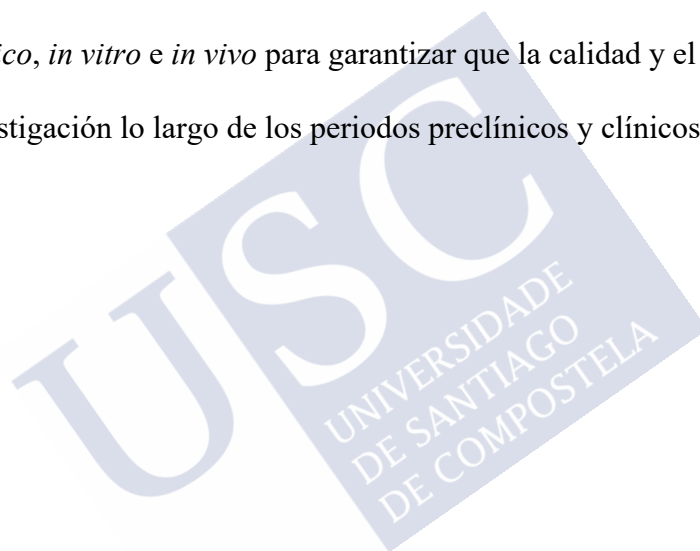 ico, in vitro e in vivo para garantizar que la calidad y el
stigación lo largo de los periodos preclínicos y clínicos
USC
UNIVERSIDADE
DE SANTIAGO
DE COMPOSTELA